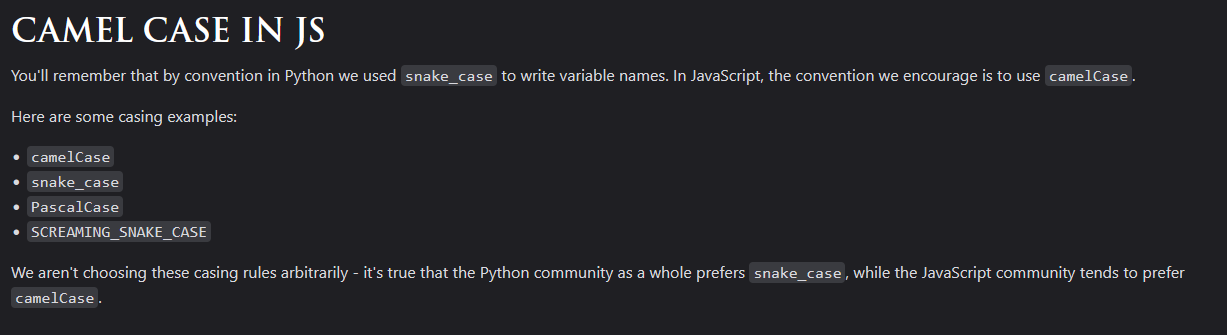 CAMEL CASE IN JS
You'll remember that by convention in Python we used snake_case to write variable names. In JavaScript, the convention we encourage is to use camelCase.
Here are some casing examples:
• camelCase
• snake_case
• PascalCase
• SCREAMING_SNAKE_CASE
We aren't choosing these casing rules arbitrarily - it's true that the Python community as a whole prefers snake_case, while the JavaScript community tends to prefer
camelCase.